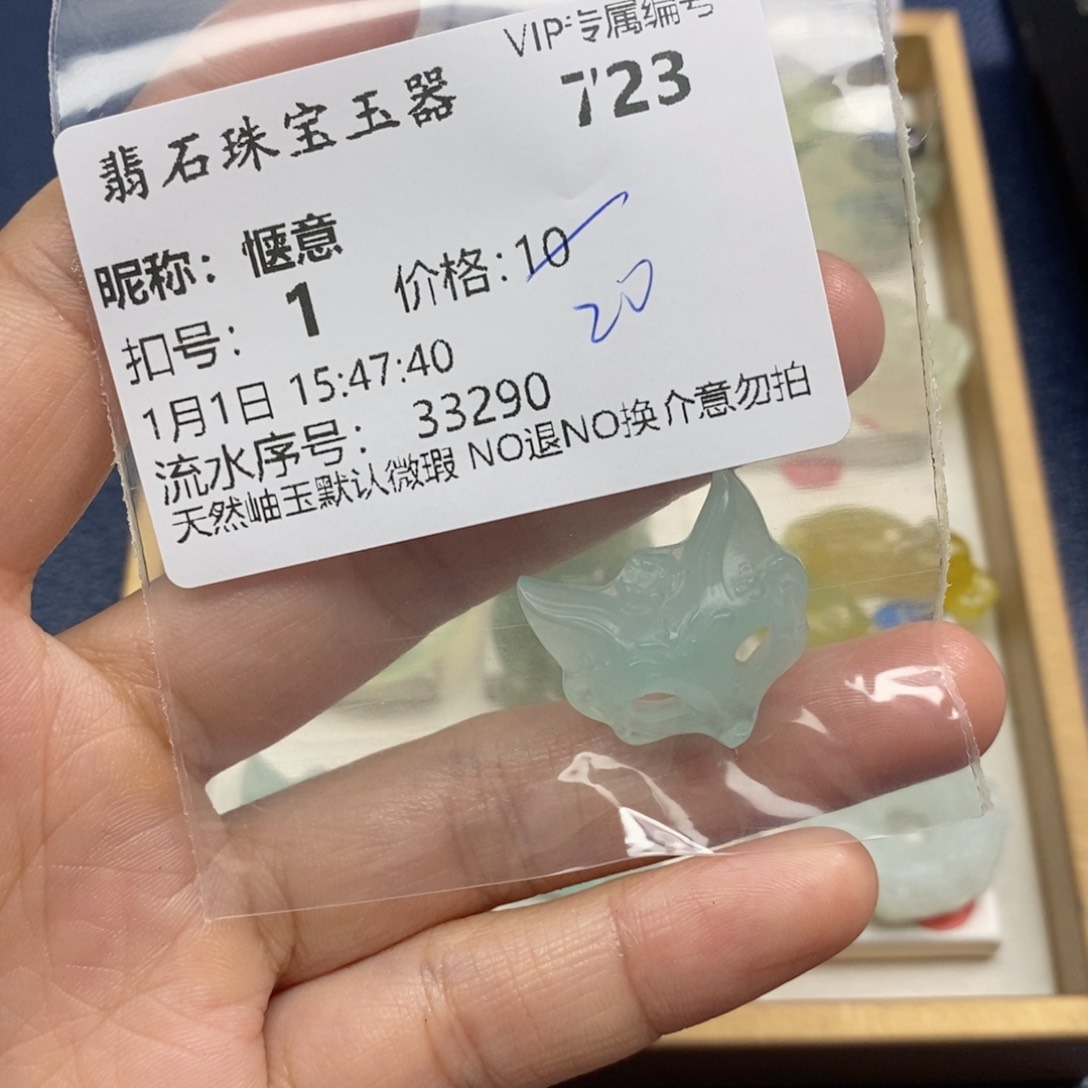 VIP专属编号
723
翡石珠宝玉器
昵称：惬意
价格：10
20
扣号：1
1月1日 15:47:40
流水序号：33290
天然岫玉默认微瑕 NO退NO换 介意勿拍